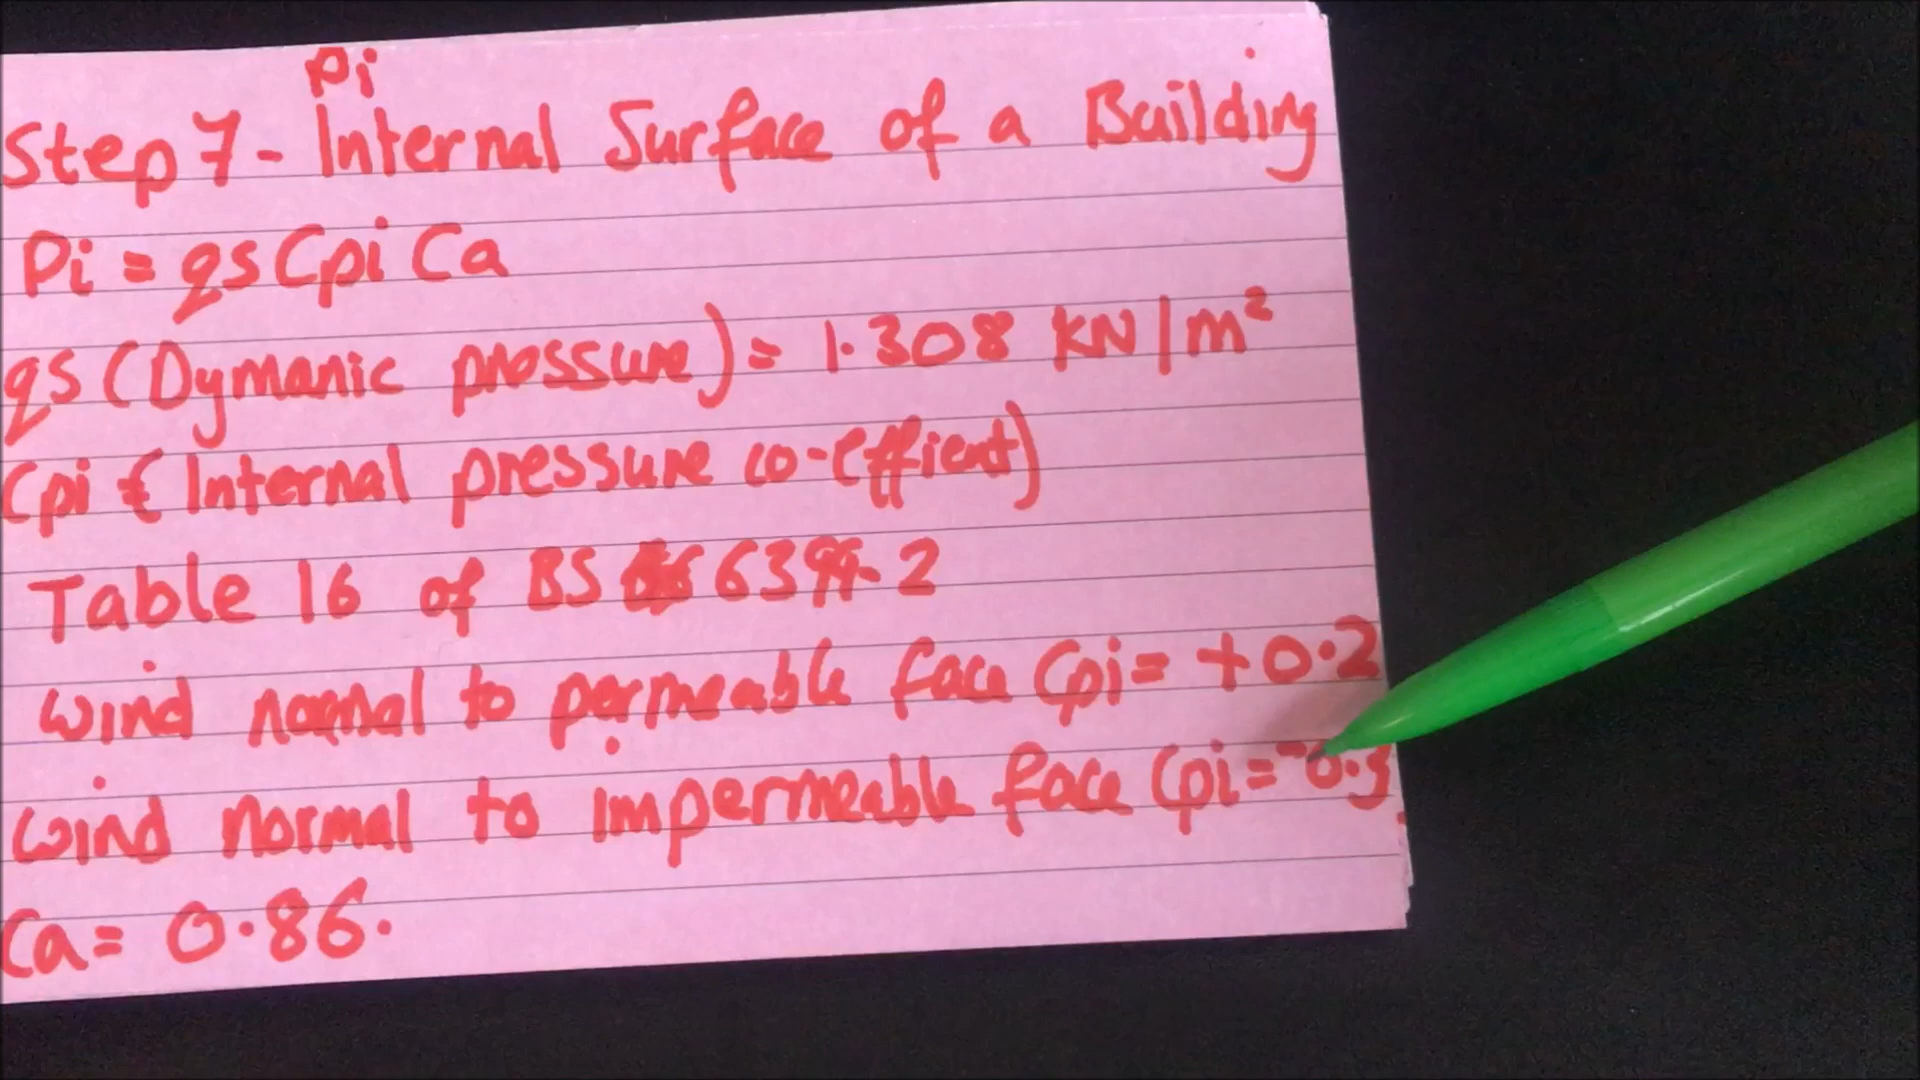 Pi
Step 7 - Internal Surface of a Building
Pi = qs Cpi Ca
qs (Dymanic pressure) = 1.308 KN/m²
Cpi ( Internal pressure co-effient)
Table 16 of BS 6399-2
wind normal to permeable face Cpi = +0.2
wind normal to impermeable face Cpi = -0.3
Ca = 0.86.